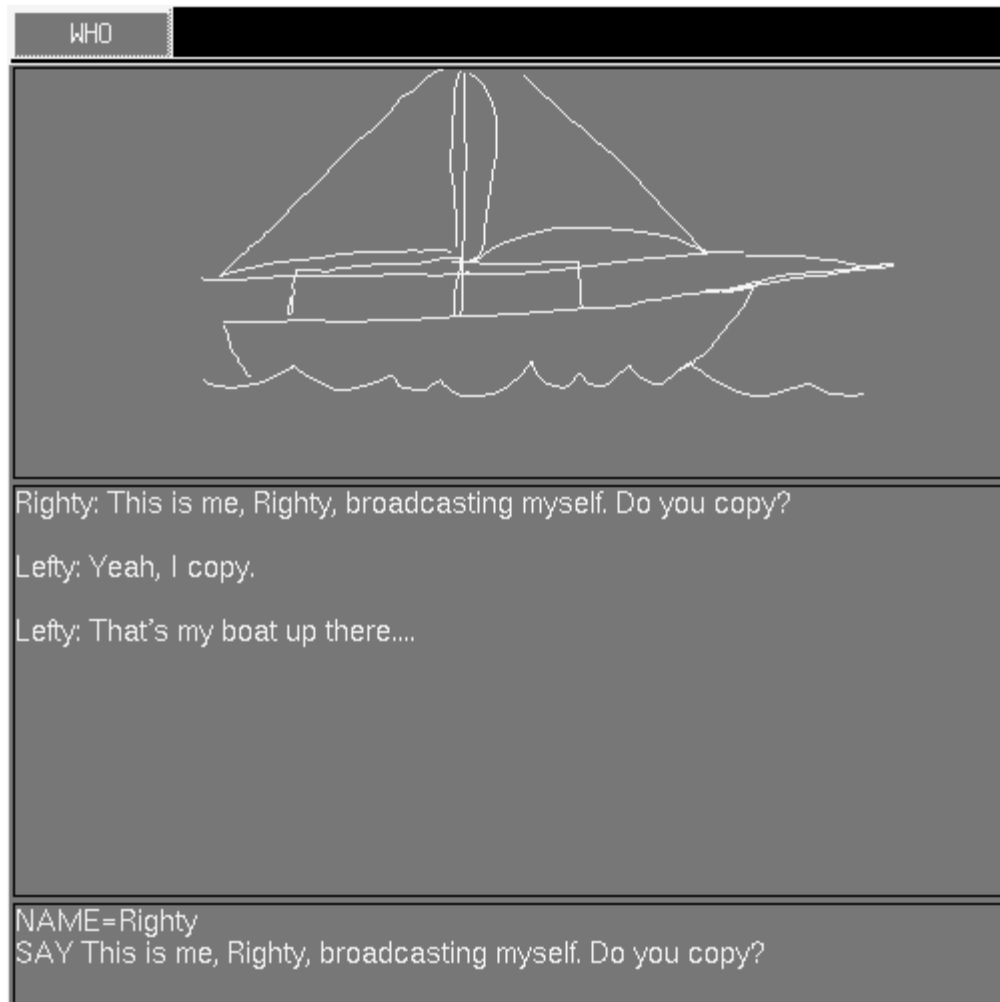 WHO
Righty: This is me, Righty, broadcasting myself. Do you copy?
Lefty: Yeah, I copy.
Lefty: That's my boat up there....
NAME=Righty
SAY This is me, Righty, broadcasting myself. Do you copy?